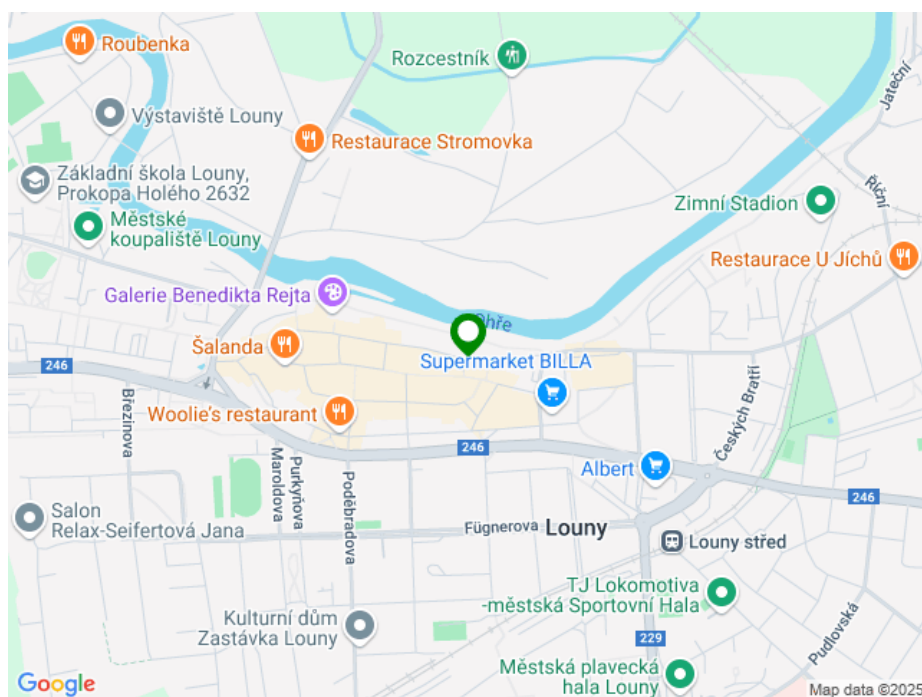 Roubenka
Rozcestník
Jateční
Výstaviště Louny
Restaurace Stromovka
Základní škola Louny,
Prokopa Holého 2632
Říční
Zimní Stadion
Městské
koupaliště Louny
Restaurace U Jíchů
Galerie Benedikta Rejta
Ohře
Šalanda
Supermarket BILLA
246
Českých Bratří
Březinova
Woolie's restaurant
246
Albert
246
Purkyňova
Maroldova
Poděbradova
Salon
Relax-Seifertová Jana
Fügnerova
Louny
Louny střed
TJ Lokomotiva
-městská Sportovní Hala
Kulturní dům
Zastávka Louny
229
Pudlovská
Městská plavecká
hala Louny
Google
Map data ©2025